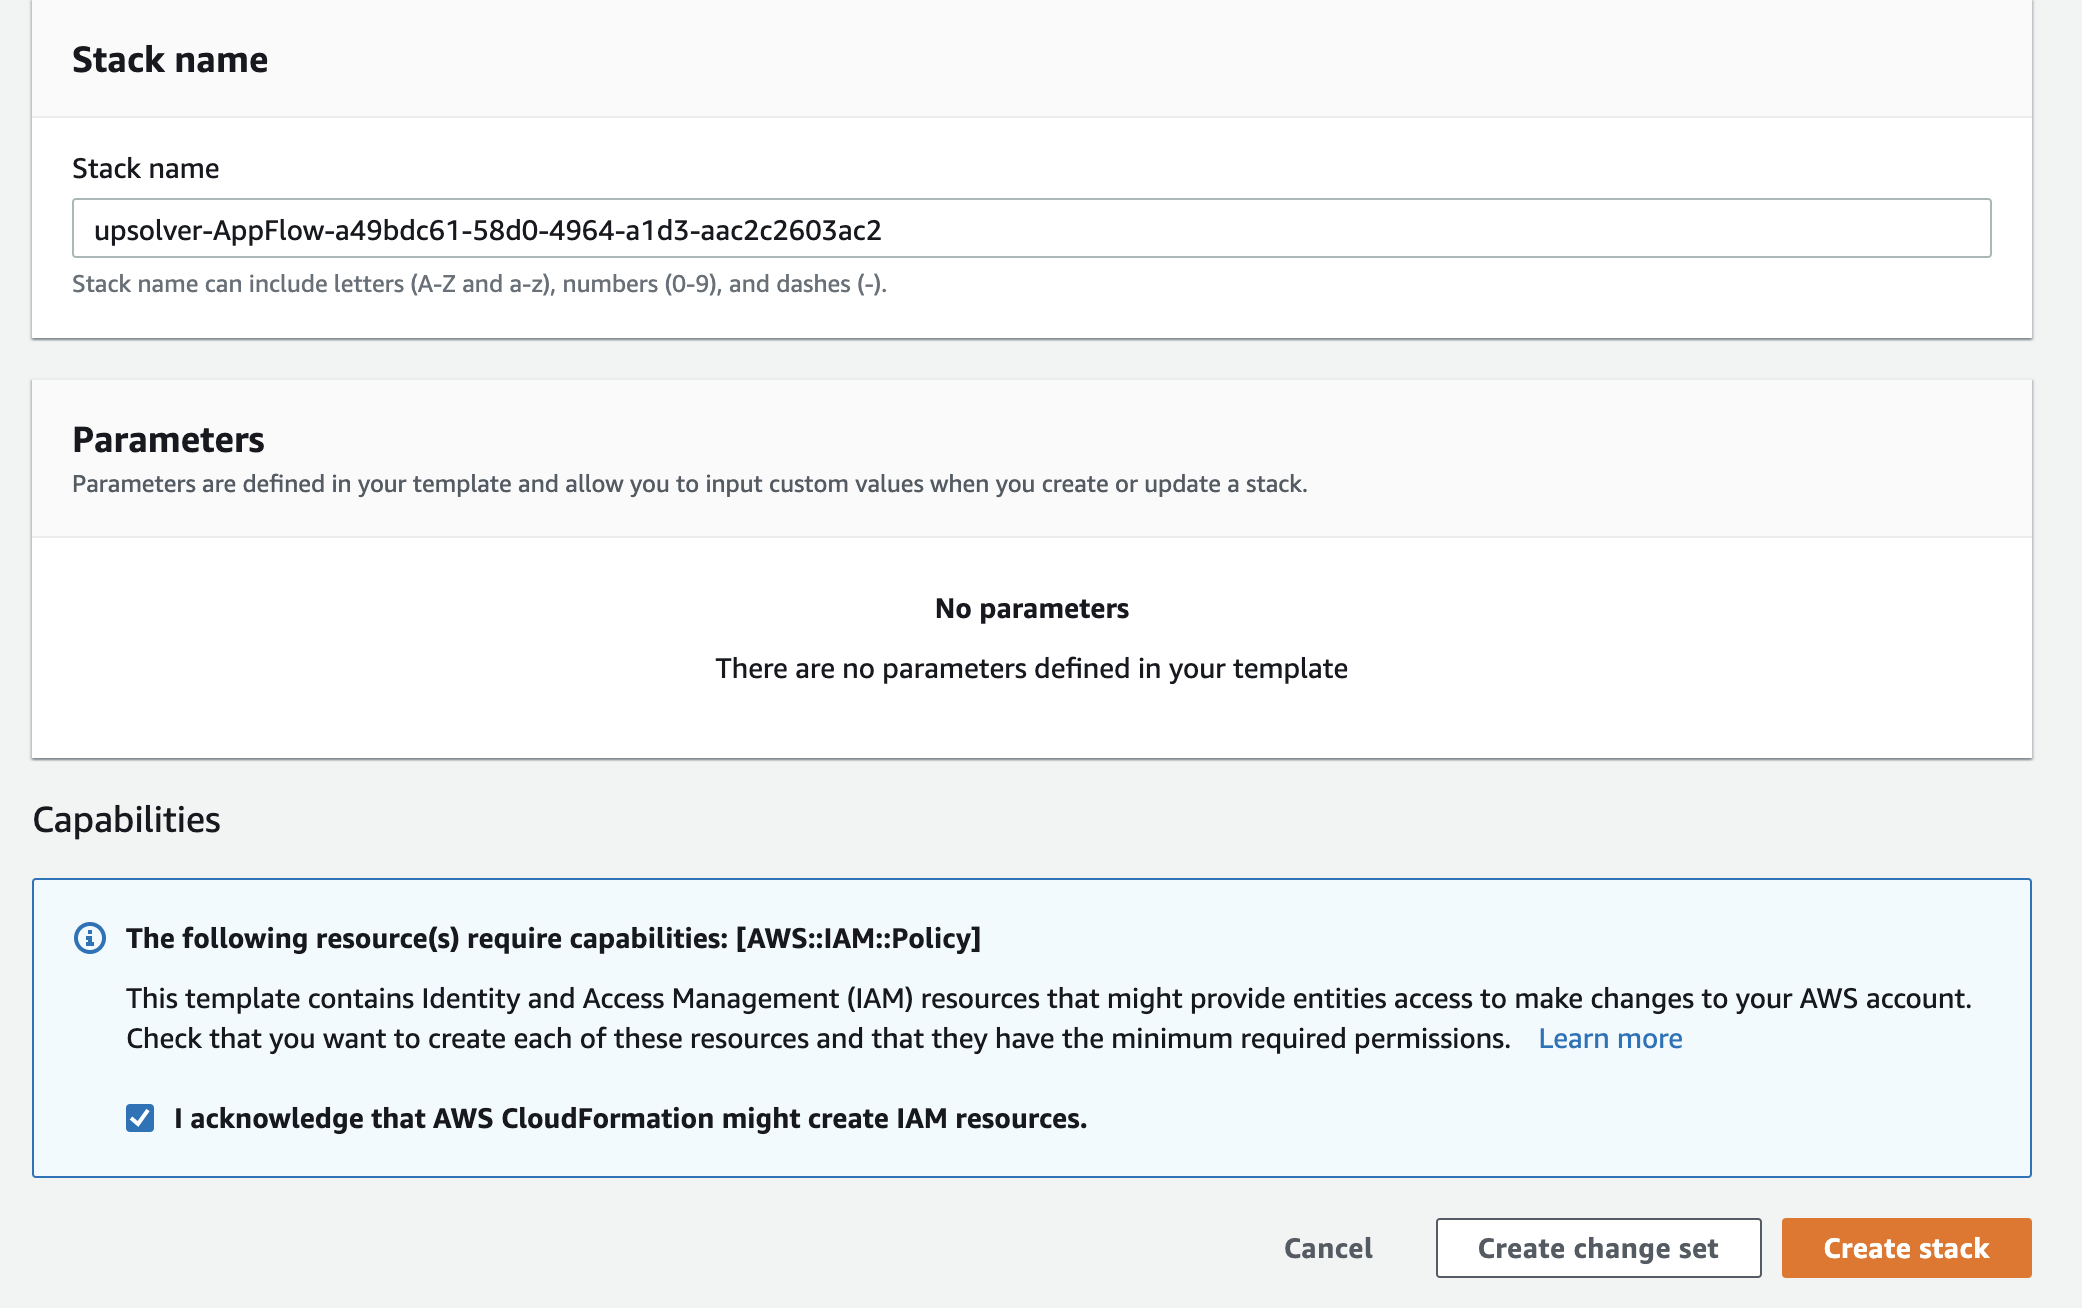 Stack name
Stack name
upsolver-AppFlow-a49bdc61-58d0-4964-a1d3-aac2c2603ac2
Stack name can include letters (A-Z and a-z), numbers (0-9), and dashes (-).
Parameters
Parameters are defined in your template and allow you to input custom values when you create or update a stack.
No parameters
There are no parameters defined in your template
Capabilities
The following resource(s) require capabilities: [AWS::IAM::Policy]
This template contains Identity and Access Management (IAM) resources that might provide entities access to make changes to your AWS account.
Check that you want to create each of these resources and that they have the minimum required permissions. Learn more
I acknowledge that AWS CloudFormation might create IAM resources.
Cancel Create change set Create stack